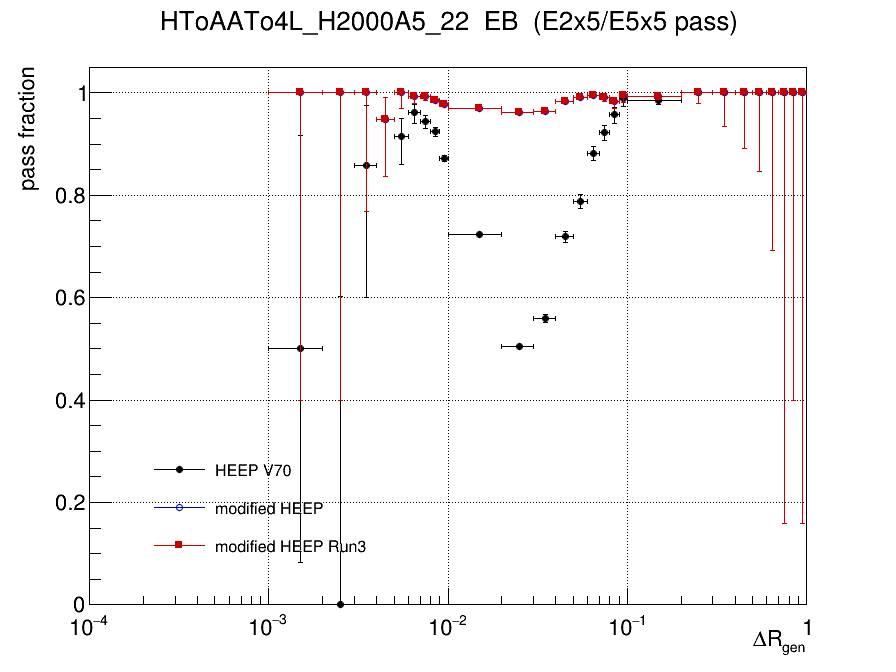 HToAATo4L_H2000A5_22 EB (E2x5/E5x5 pass)
pass fraction
1
0.8
0.6
0.4
0.2
0
HEEP V70
modified HEEP
modified HEEP Run3
10⁻⁴
10⁻³
10⁻²
10⁻¹
1
ΔR_gen